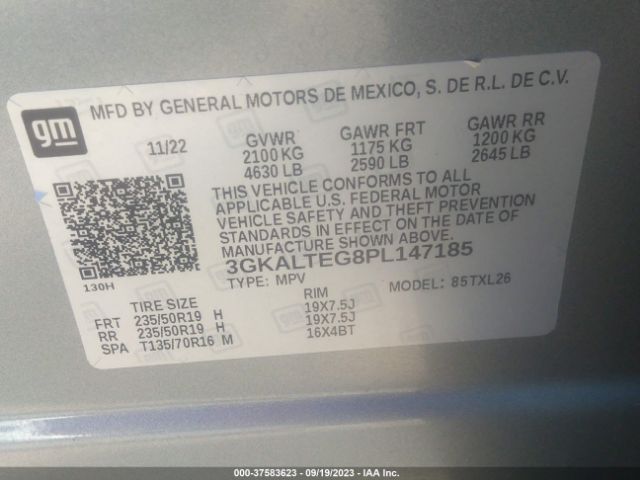 gm
MFD BY GENERAL MOTORS DE MEXICO, S. DE R.L. DE C.V.
11/22 GVWR GAWR FRT GAWR RR
2100 KG 1175 KG 1200 KG
4630 LB 2590 LB 2645 LB
THIS VEHICLE CONFORMS TO ALL
APPLICABLE U.S. FEDERAL MOTOR
VEHICLE SAFETY AND THEFT PREVENTION
STANDARDS IN EFFECT ON THE DATE OF
MANUFACTURE SHOWN ABOVE.
3GKALTEG8PL147185
130H
TYPE: MPV MODEL: 85TXL26
TIRE SIZE RIM
FRT 235/50R19 H 19X7.5J
RR 235/50R19 H 19X7.5J
SPA T135/70R16 M 16X4BT
000-37583623 - 09/19/2023 - IAA Inc.